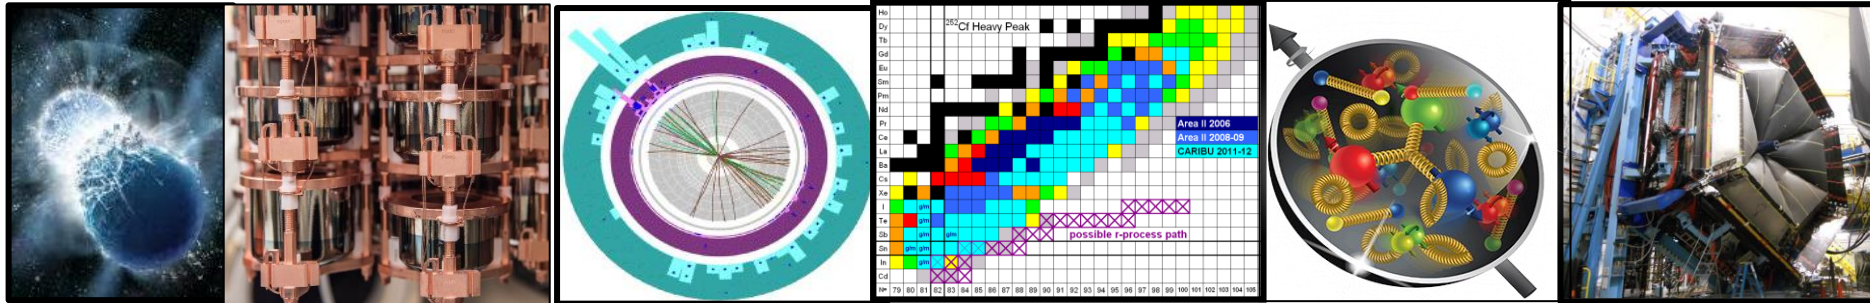 252Cf Heavy Peak
Ho
Dy
Tb
Gd
Eu
Sm
Pm
Nd
Pr
Ce
La
Ba
Cs
Xe
I
Te
Sb
Sn
In
Cd
Area II 2006
Area II 2008-09
CARIBU 2011-12
g/m
g/m
g/m g/m
g/m g/m
g/m
possible r-process path
N= 79 80 81 82 83 84 85 86 87 88 89 90 91 92 93 94 95 96 97 98 99 100 101 102 103 104 105